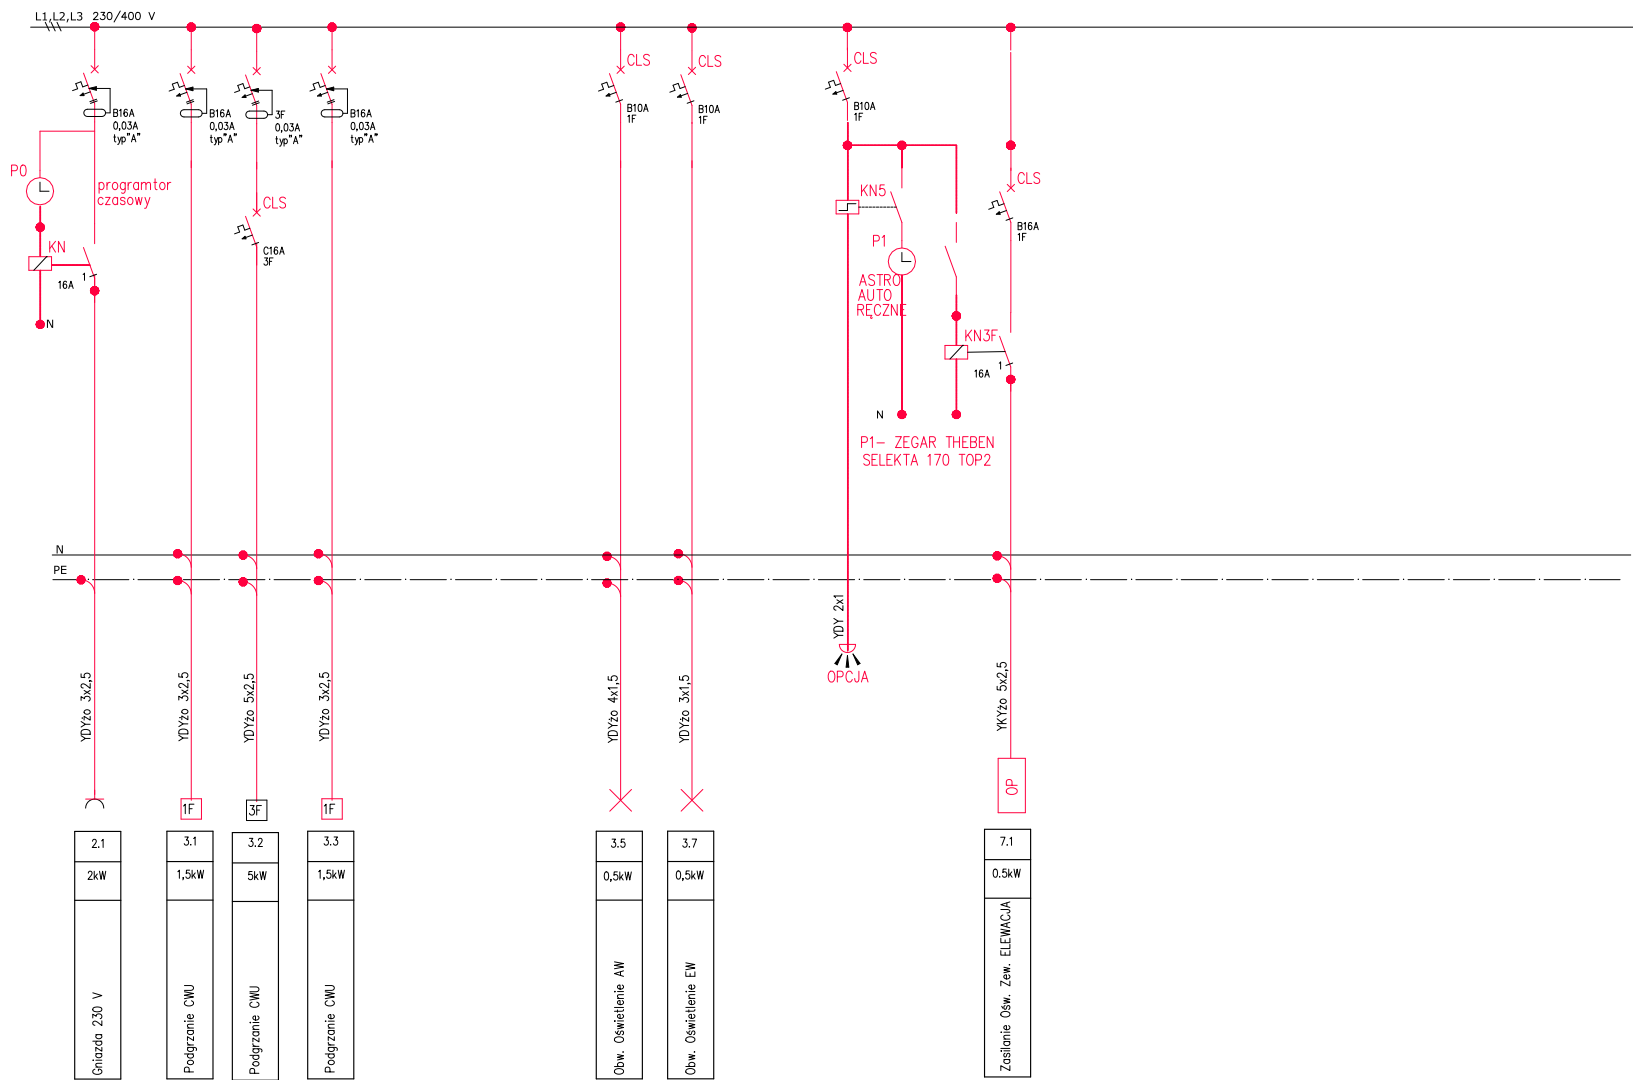 L1,L2,L3 230/400 V
B16A
0,03A
typ"A"
B16A
0,03A
typ"A"
3F
0,03A
typ"A"
B16A
0,03A
typ"A"
CLS
B10A
1F
CLS
B10A
1F
CLS
B10A
1F
P0
programtor
czasowy
KN
16A
1
N
CLS
C16A
3F
KN5
P1
ASTRO
AUTO
RĘCZNE
N
P1– ZEGAR THEBEN
SELEKTA 170 TOP2
CLS
B16A
1F
KN3F
16A
1
N
PE
YDYżo 3x2,5
YDYżo 3x2,5
YDYżo 5x2,5
YDYżo 3x2,5
YDYżo 4x1,5
YDYżo 3x1,5
YDY 2x1
OPCJA
YKYżo 5x2,5
1F
3F
1F
OP
2.1
2kW
Gniazda 230 V
3.1
1,5kW
Podgrzanie CWU
3.2
5kW
Podgrzanie CWU
3.3
1,5kW
Podgrzanie CWU
3.5
0,5kW
Obw. Oświetlenie AW
3.7
0,5kW
Obw. Oświetlenie EW
7.1
0.5kW
Zasilanie Ośw. Zew. ELEWACJA